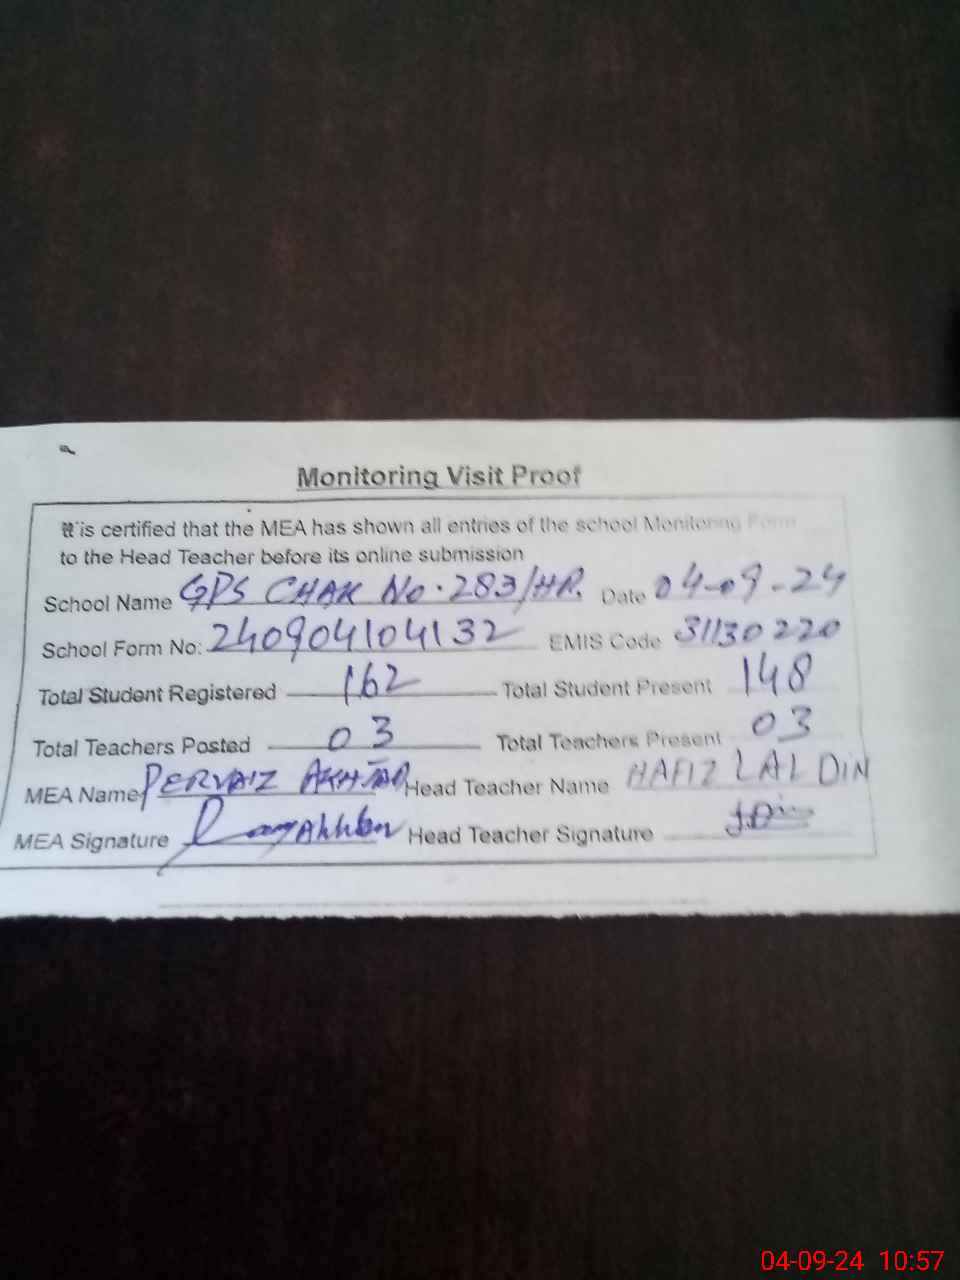 Monitoring Visit Proof
It is certified that the MEA has shown all entries of the school Monitoring Form
to the Head Teacher before its online submission
School Name GPS CHAK No. 283/HR. Date 04-09-24
School Form No: 240904104132 EMIS Code 31130220
Total Student Registered 162 Total Student Present 148
Total Teachers Posted 03 Total Teachers Present 03
MEA Name PERVAIZ AKHTAR Head Teacher Name HAFIZ LAL DIN
MEA Signature Head Teacher Signature
04-09-24 10:57